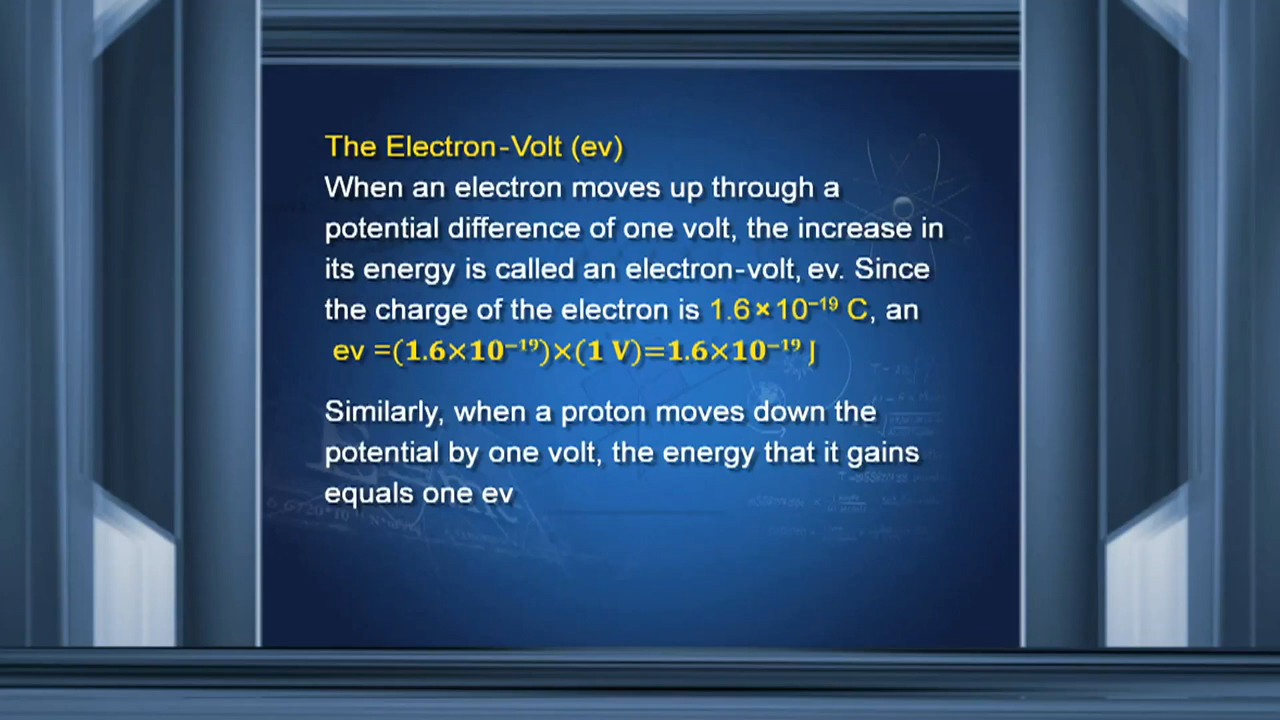 The Electron-Volt (ev)
When an electron moves up through a
potential difference of one volt, the increase in
its energy is called an electron-volt, ev. Since
the charge of the electron is 1.6×10⁻¹⁹ C, an
ev =(1.6×10⁻¹⁹)×(1 V)=1.6×10⁻¹⁹ J
Similarly, when a proton moves down the
potential by one volt, the energy that it gains
equals one ev